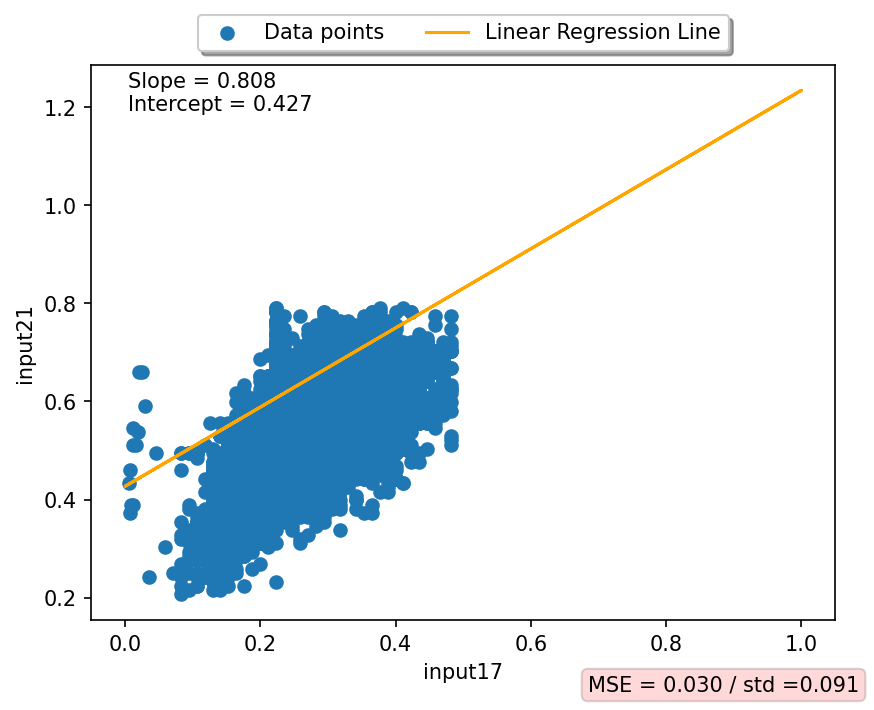 Data points
Linear Regression Line
Slope = 0.808
Intercept = 0.427
input21
1.2
1.0
0.8
0.6
0.4
0.2
0.0
0.2
0.4
0.6
0.8
1.0
input17
MSE = 0.030 / std =0.091